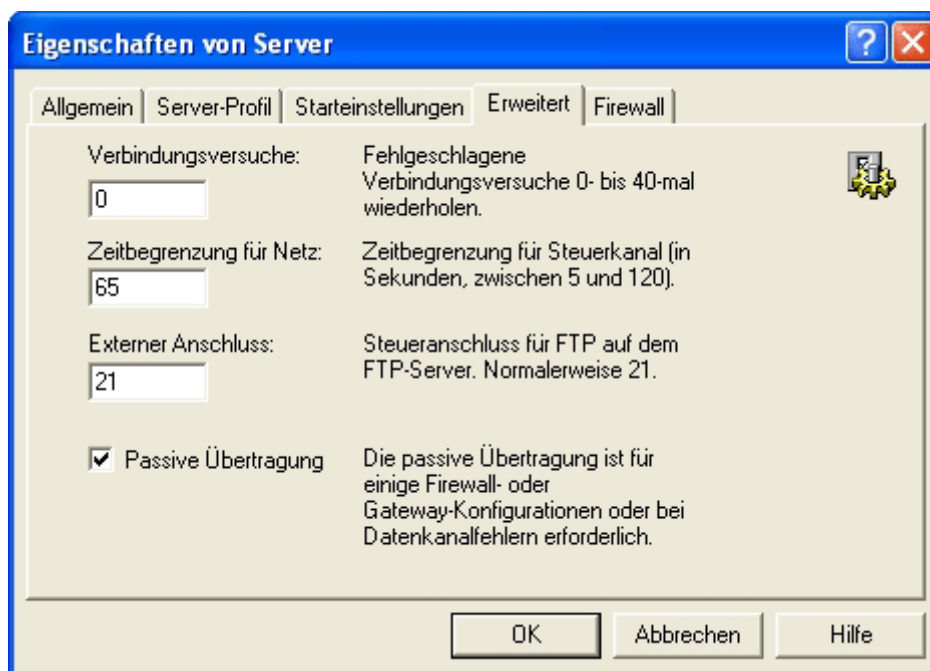 Eigenschaften von Server
?
Allgemein Server-Profil Starteinstellungen Erweitert Firewall
Verbindungsversuche:
0
Fehlgeschlagene
Verbindungsversuche 0- bis 40-mal
wiederholen.
Zeitbegrenzung für Netz:
65
Zeitbegrenzung für Steuerkanal (in
Sekunden, zwischen 5 und 120).
Externer Anschluss:
21
Steueranschluss für FTP auf dem
FTP-Server. Normalerweise 21.
Passive Übertragung
Die passive Übertragung ist für
einige Firewall- oder
Gateway-Konfigurationen oder bei
Datenkanalfehlern erforderlich.
OK Abbrechen Hilfe